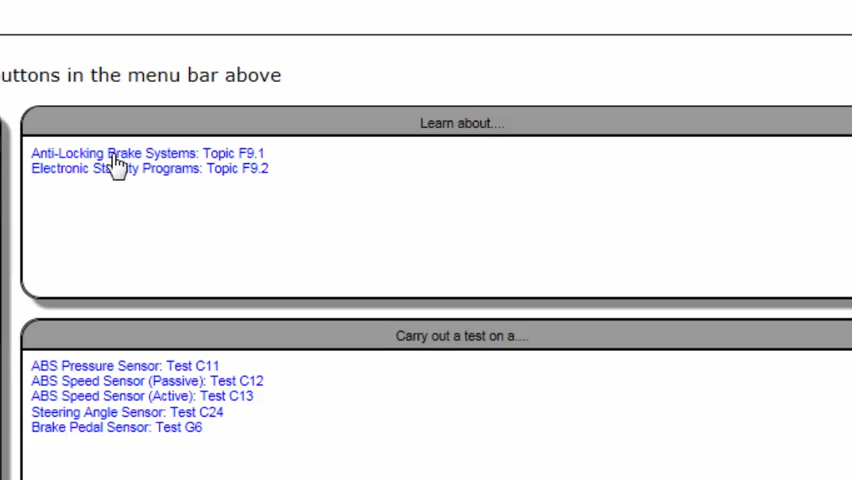 uttons in the menu bar above
Learn about....
Anti-Locking Brake Systems: Topic F9.1
Electronic Programs: Topic F9.2
Carry out a test on a....
ABS Pressure Sensor: Test C11
ABS Speed Sensor (Passive): Test C12
ABS Speed Sensor (Active): Test C13
Steering Angle Sensor: Test C24
Brake Pedal Sensor: Test G6